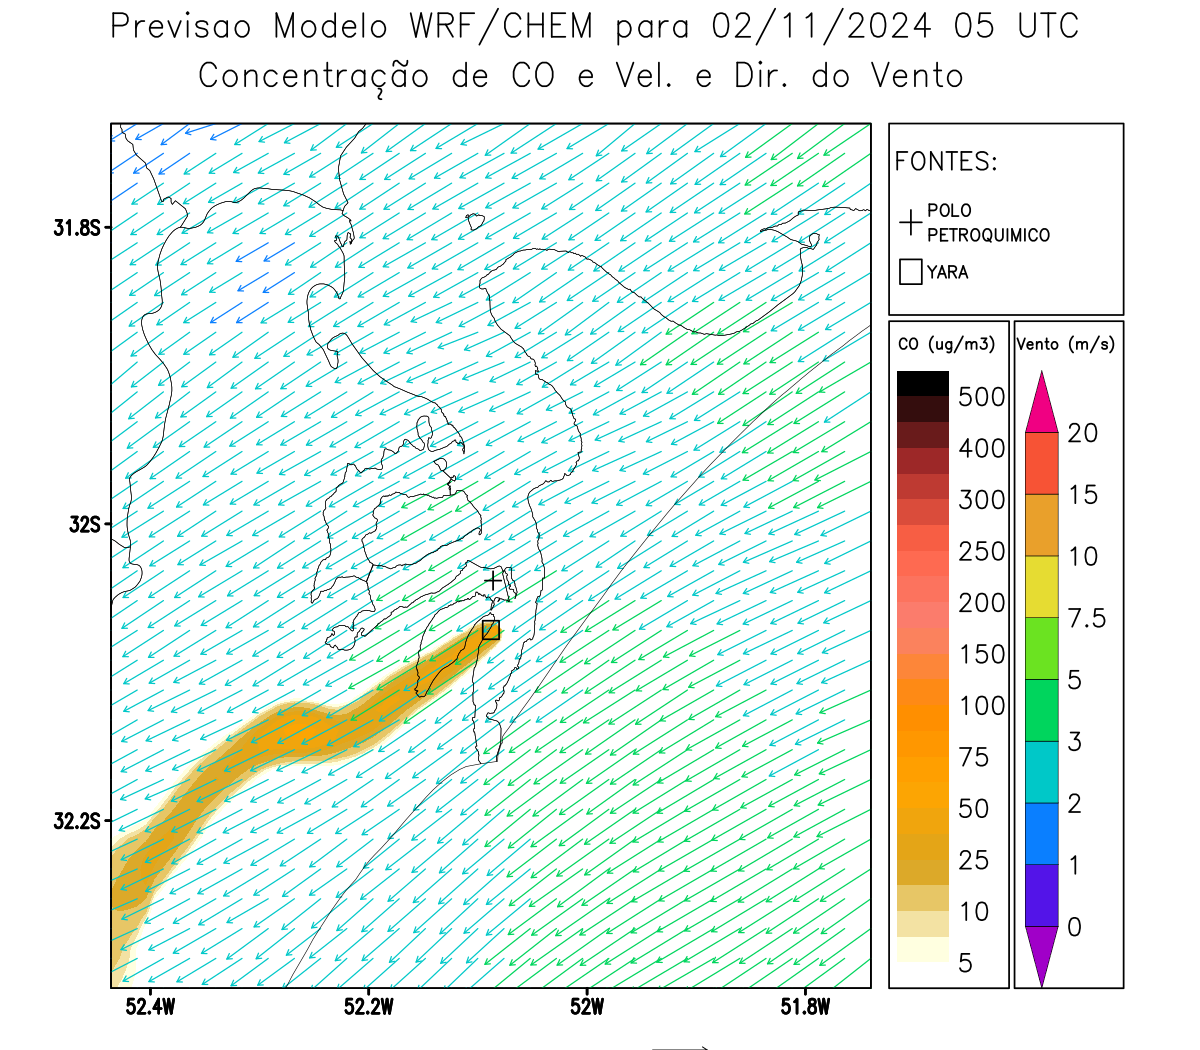 Previsao Modelo WRF/CHEM para 02/11/2024 05 UTC
Concentração de CO e Vel. e Dir. do Vento
FONTES:
POLO
PETROQUIMICO
YARA
CO (ug/m3)
500
400
300
250
200
150
100
75
50
25
10
5
Vento (m/s)
20
15
10
7.5
5
3
2
1
0
31.8S
32S
32.2S
52.4W
52.2W
52W
51.8W